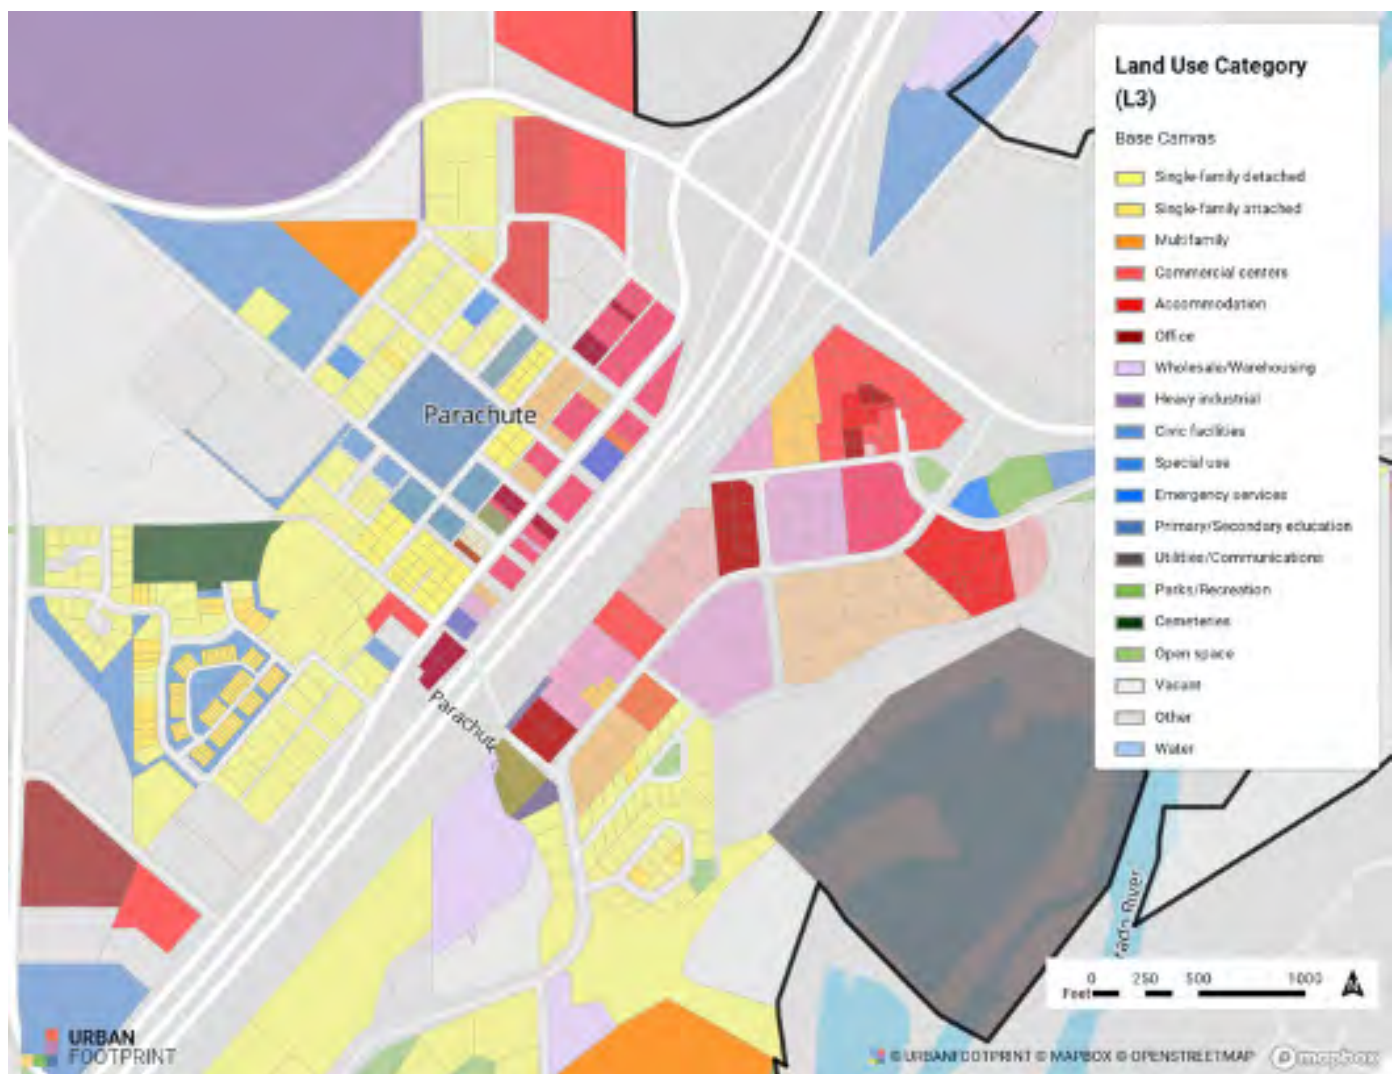 Land Use Category
(L3)
Base Canvas
Single-family detached
Single-family attached
Multifamily
Commercial centers
Accommodation
Office
Wholesale/Warehousing
Heavy industrial
Civic facilities
Special use
Emergency services
Primary/Secondary education
Utilities/Communications
Parks/Recreation
Cemeteries
Open space
Vacant
Other
Water
Parachute
Parachute
rado River
0 250 500 1000
Feet
URBAN
FOOTPRINT
© URBANFOOTPRINT © MAPBOX © OPENSTREETMAP
mapbox